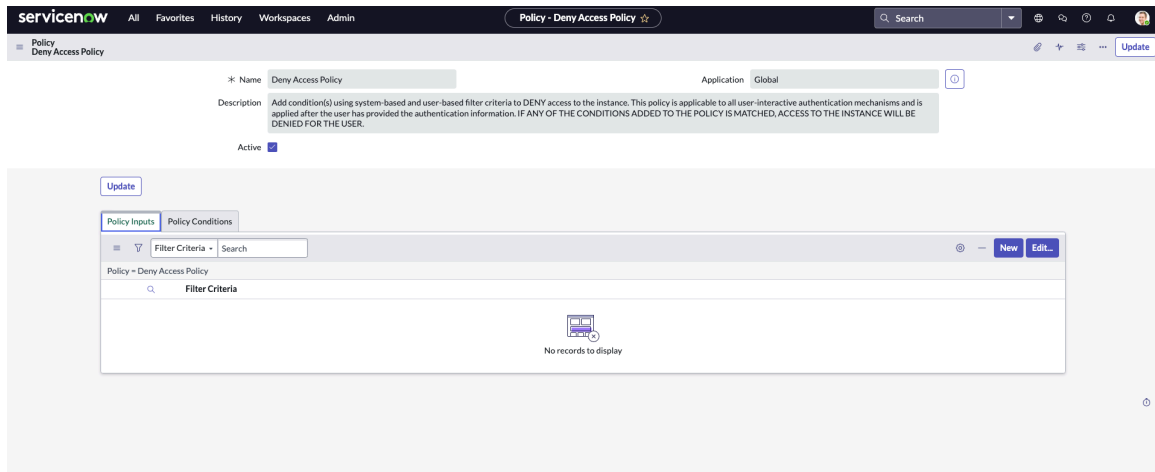 servicenow All Favorites History Workspaces Admin Policy - Deny Access Policy Search
Policy
Deny Access Policy
Update
Name Deny Access Policy Application Global
Description Add condition(s) using system-based and user-based filter criteria to DENY access to the instance. This policy is applicable to all user-interactive authentication mechanisms and is
applied after the user has provided the authentication information. IF ANY OF THE CONDITIONS ADDED TO THE POLICY IS MATCHED, ACCESS TO THE INSTANCE WILL BE
DENIED FOR THE USER.
Active
Update
Policy Inputs Policy Conditions
Filter Criteria Search New Edit...
Policy = Deny Access Policy
Filter Criteria
No records to display